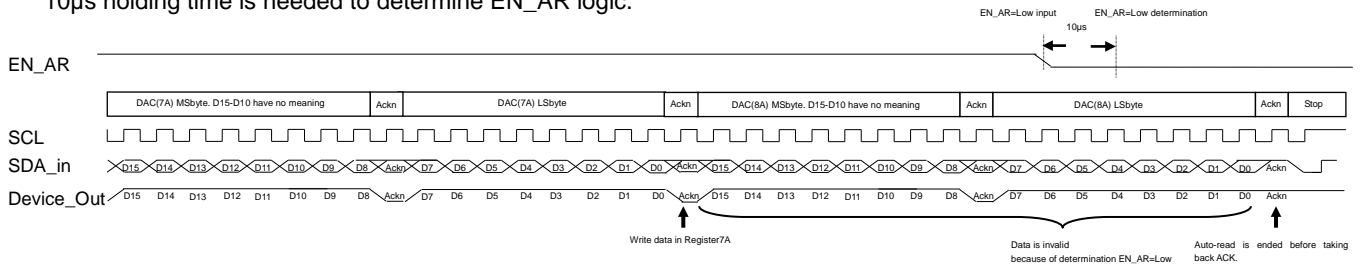 10µs holding time is needed to determine EN_AR logic.
EN_AR=Low input EN_AR=Low determination
10µs
EN_AR
DAC(7A) MSbyte. D15-D10 have no meaning Ackn DAC(7A) LSbyte Ackn DAC(8A) MSbyte. D15-D10 have no meaning Ackn DAC(8A) LSbyte Ackn Stop
SCL
SDA_in D15 D14 D13 D12 D11 D10 D9 D8 Ackn D7 D6 D5 D4 D3 D2 D1 D0 Ackn D15 D14 D13 D12 D11 D10 D9 D8 Ackn D7 D6 D5 D4 D3 D2 D1 D0 Ackn
Device_Out D15 D14 D13 D12 D11 D10 D9 D8 Ackn D7 D6 D5 D4 D3 D2 D1 D0 Ackn D15 D14 D13 D12 D11 D10 D9 D8 Ackn D7 D6 D5 D4 D3 D2 D1 D0 Ackn
Write data in Register7A
Data is invalid
because of determination EN_AR=Low
Auto-read is ended before taking
back ACK.